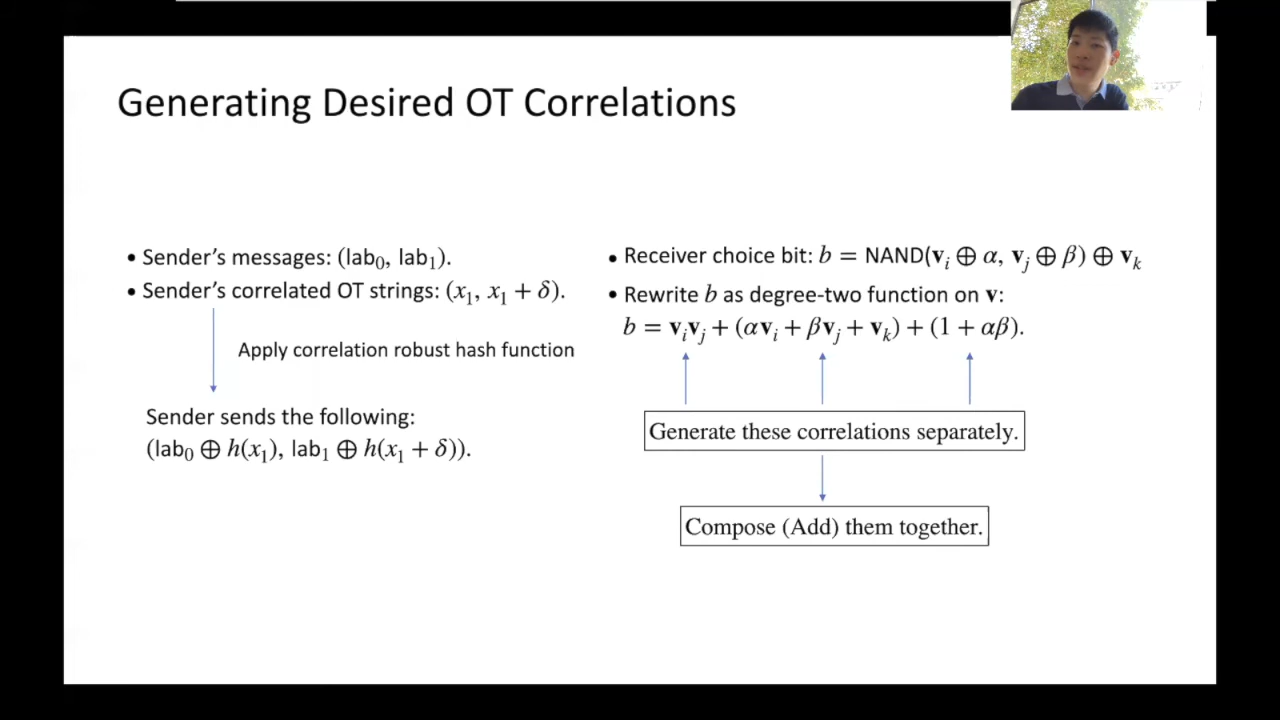 Generating Desired OT Correlations
• Sender’s messages: (lab₀, lab₁).
• Sender’s correlated OT strings: (x₁, x₁ + δ).
Apply correlation robust hash function
Sender sends the following:
(lab₀ ⊕ h(x₁), lab₁ ⊕ h(x₁ + δ)).
• Receiver choice bit: b = NAND(vᵢ ⊕ α, vⱼ ⊕ β) ⊕ vₖ
• Rewrite b as degree-two function on v:
b = vᵢvⱼ + (αvᵢ + βvⱼ + vₖ) + (1 + αβ).
Generate these correlations separately.
Compose (Add) them together.